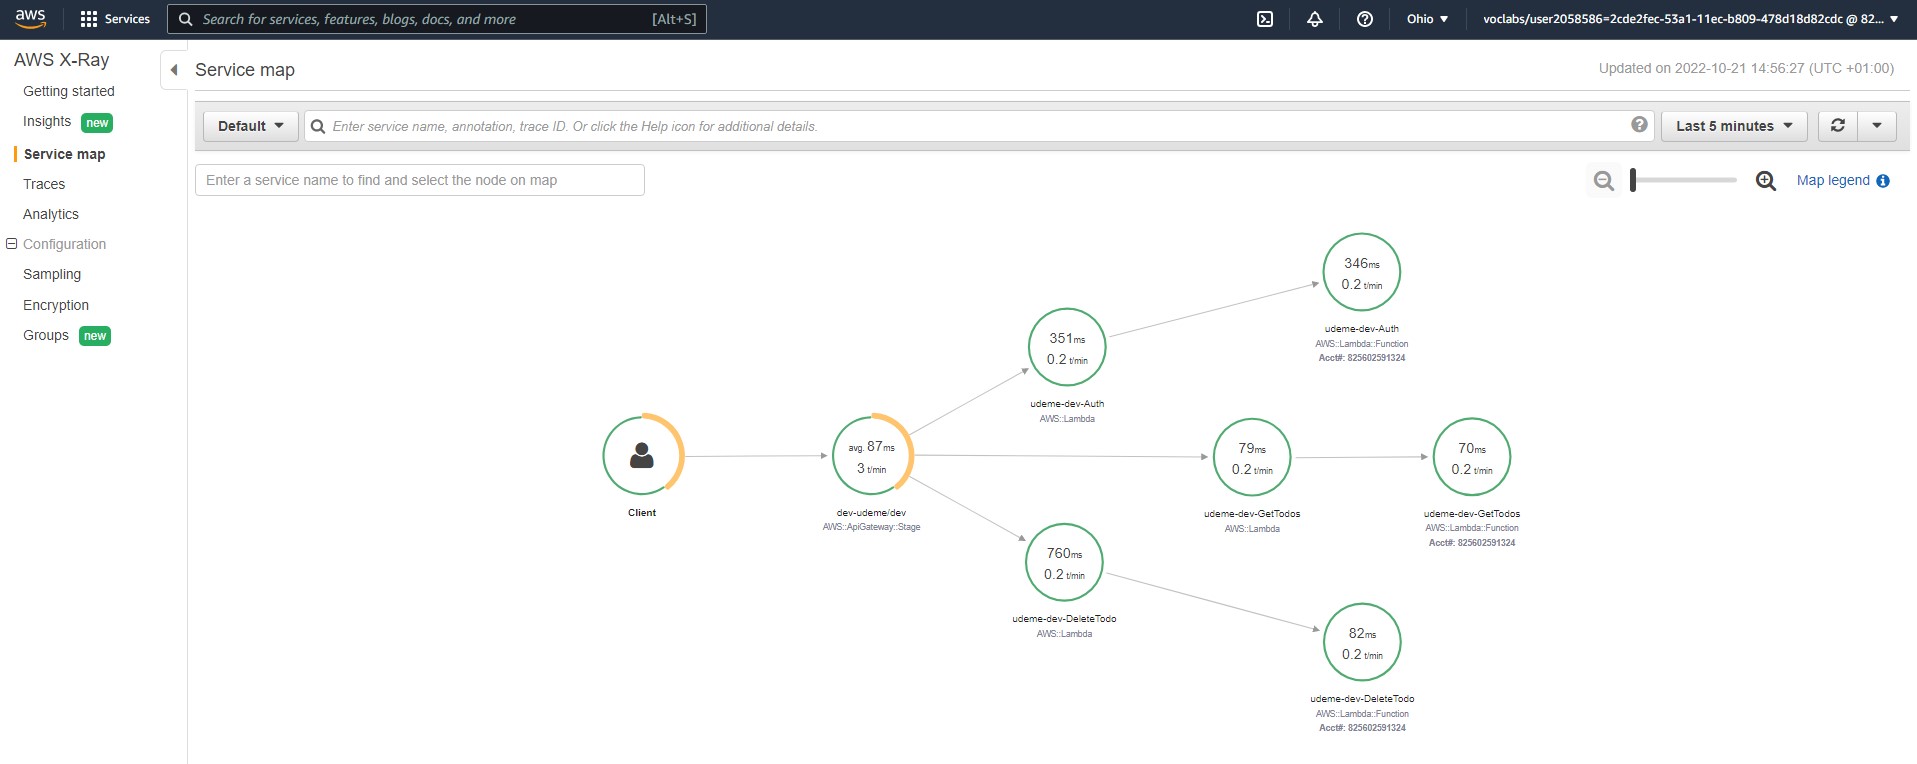 aws
Services
Search for services, features, blogs, docs, and more
[Alt+S]
Ohio
voclabs/user2058586=2cde2fec-53a1-11ec-b809-478d18d82cdc @ 82...
AWS X-Ray
Getting started
Insights new
Service map
Traces
Analytics
Configuration
Sampling
Encryption
Groups new
Service map
Updated on 2022-10-21 14:56:27 (UTC +01:00)
Default
Enter service name, annotation, trace ID. Or click the Help icon for additional details.
Last 5 minutes
Enter a service name to find and select the node on map
Map legend
346ms
0.2 t/min
udeme-dev-Auth
AWS::Lambda::Function
Acct#: 825602591324
351ms
0.2 t/min
udeme-dev-Auth
AWS::Lambda
Client
avg. 87ms
3 t/min
dev-udeme/dev
AWS::ApiGateway::Stage
79ms
0.2 t/min
udeme-dev-GetTodos
AWS::Lambda
70ms
0.2 t/min
udeme-dev-GetTodos
AWS::Lambda::Function
Acct#: 825602591324
760ms
0.2 t/min
udeme-dev-DeleteTodo
AWS::Lambda
82ms
0.2 t/min
udeme-dev-DeleteTodo
AWS::Lambda::Function
Acct#: 825602591324